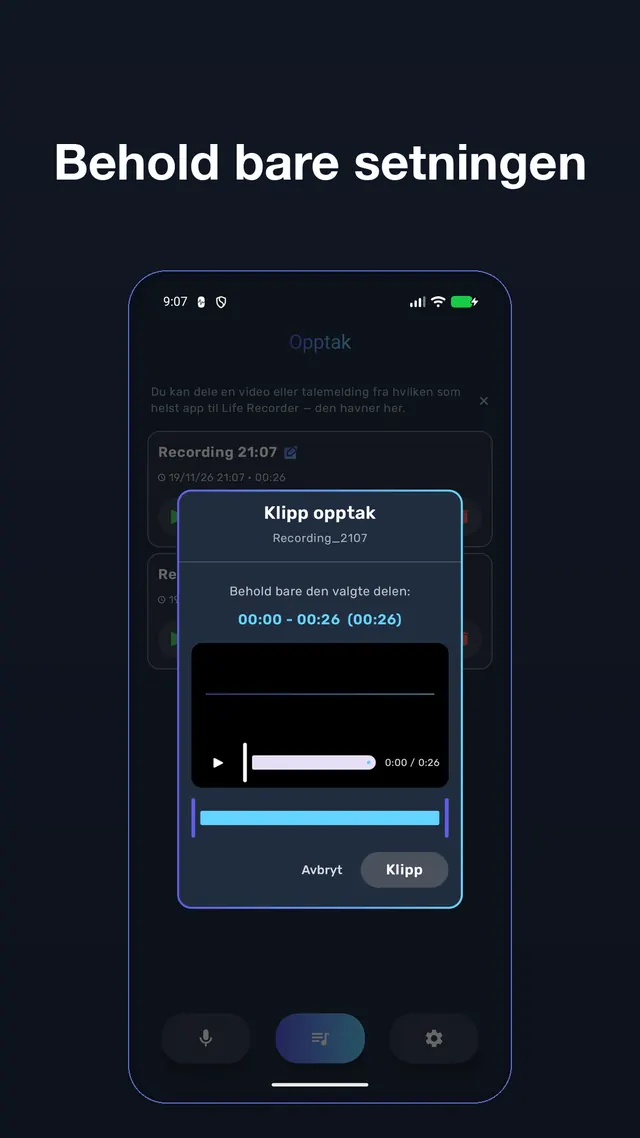 Behold bare setningen
9:07
Opptak
Du kan dele en video eller talemelding fra hvilken som
helst app til Life Recorder – den havner her.
Recording 21:07
19/11/26 21:07 • 00:26
Klipp opptak
Recording_2107
Behold bare den valgte delen:
00:00 - 00:26 (00:26)
0:00 / 0:26
Avbryt
Klipp